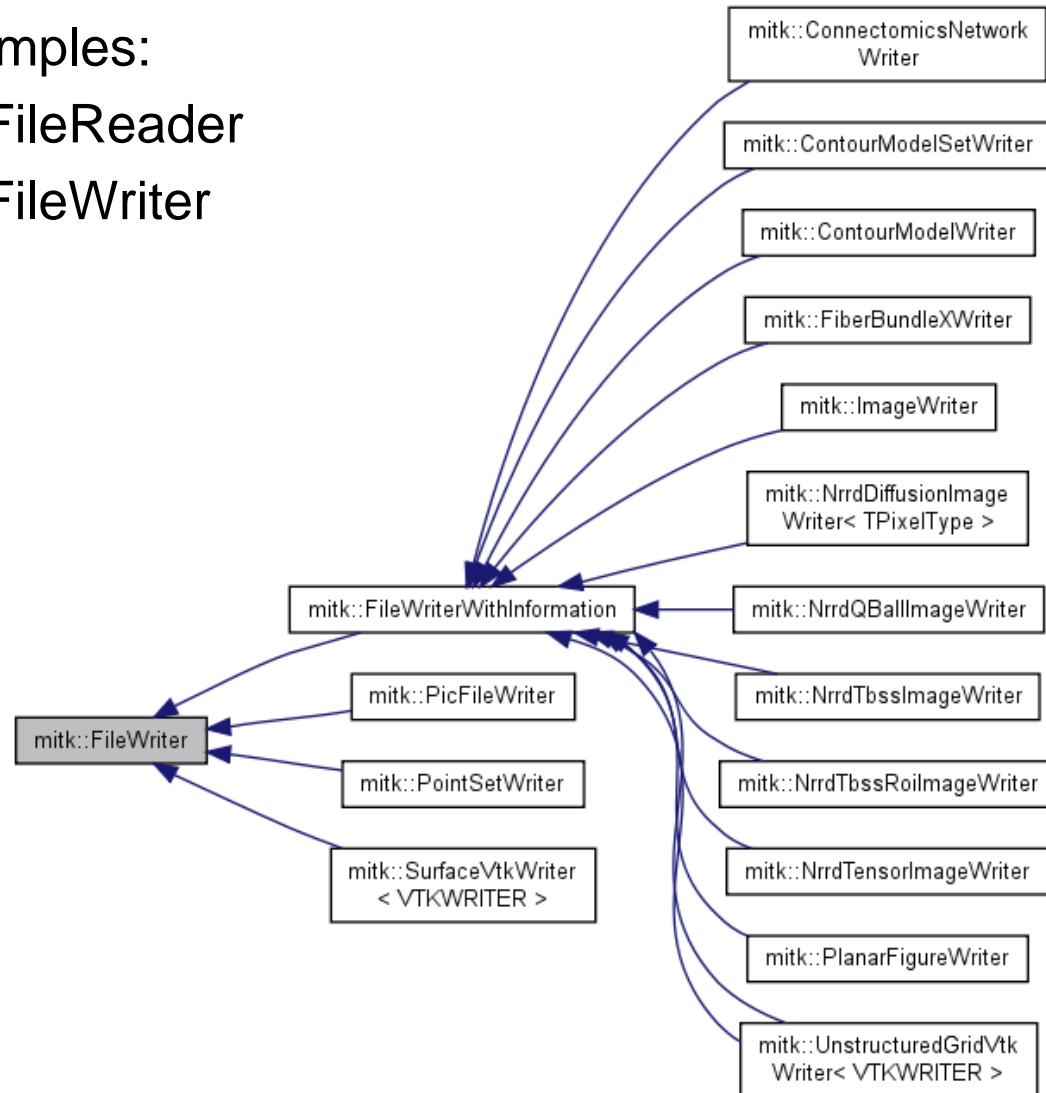 mples:
FileReader
FileWriter
mitk::ConnectomicsNetwork
Writer
mitk::ContourModelSetWriter
mitk::ContourModelWriter
mitk::FiberBundleXWriter
mitk::ImageWriter
mitk::NrrdDiffusionImage
Writer< TPixelType >
mitk::FileWriterWithInformation
mitk::NrrdQBallImageWriter
mitk::NrrdTbssImageWriter
mitk::PicFileWriter
mitk::FileWriter
mitk::PointSetWriter
mitk::NrrdTbssRoiImageWriter
mitk::SurfaceVtkWriter
< VTKWRITER >
mitk::NrrdTensorImageWriter
mitk::PlanarFigureWriter
mitk::UnstructuredGridVtk
Writer< VTKWRITER >